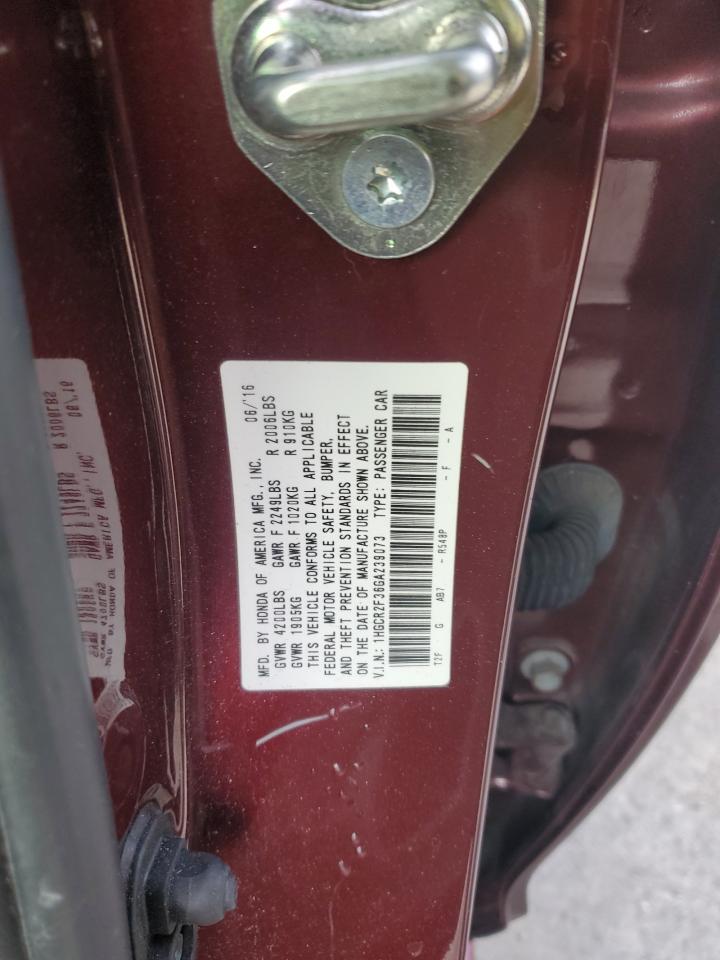 MFD. BY HONDA OF AMERICA MFG., INC. 06/'16
GVWR 4200LBS GAWR F 2249LBS R 2006LBS
GVWR 1905KG GAWR F 1020KG R 910KG
THIS VEHICLE CONFORMS TO ALL APPLICABLE
FEDERAL MOTOR VEHICLE SAFETY, BUMPER,
AND THEFT PREVENTION STANDARDS IN EFFECT
ON THE DATE OF MANUFACTURE SHOWN ABOVE.
V.I.N.: 1HGCR2F36GA239073 TYPE: PASSENGER CAR
T2F G AB7 - R548P - F - A